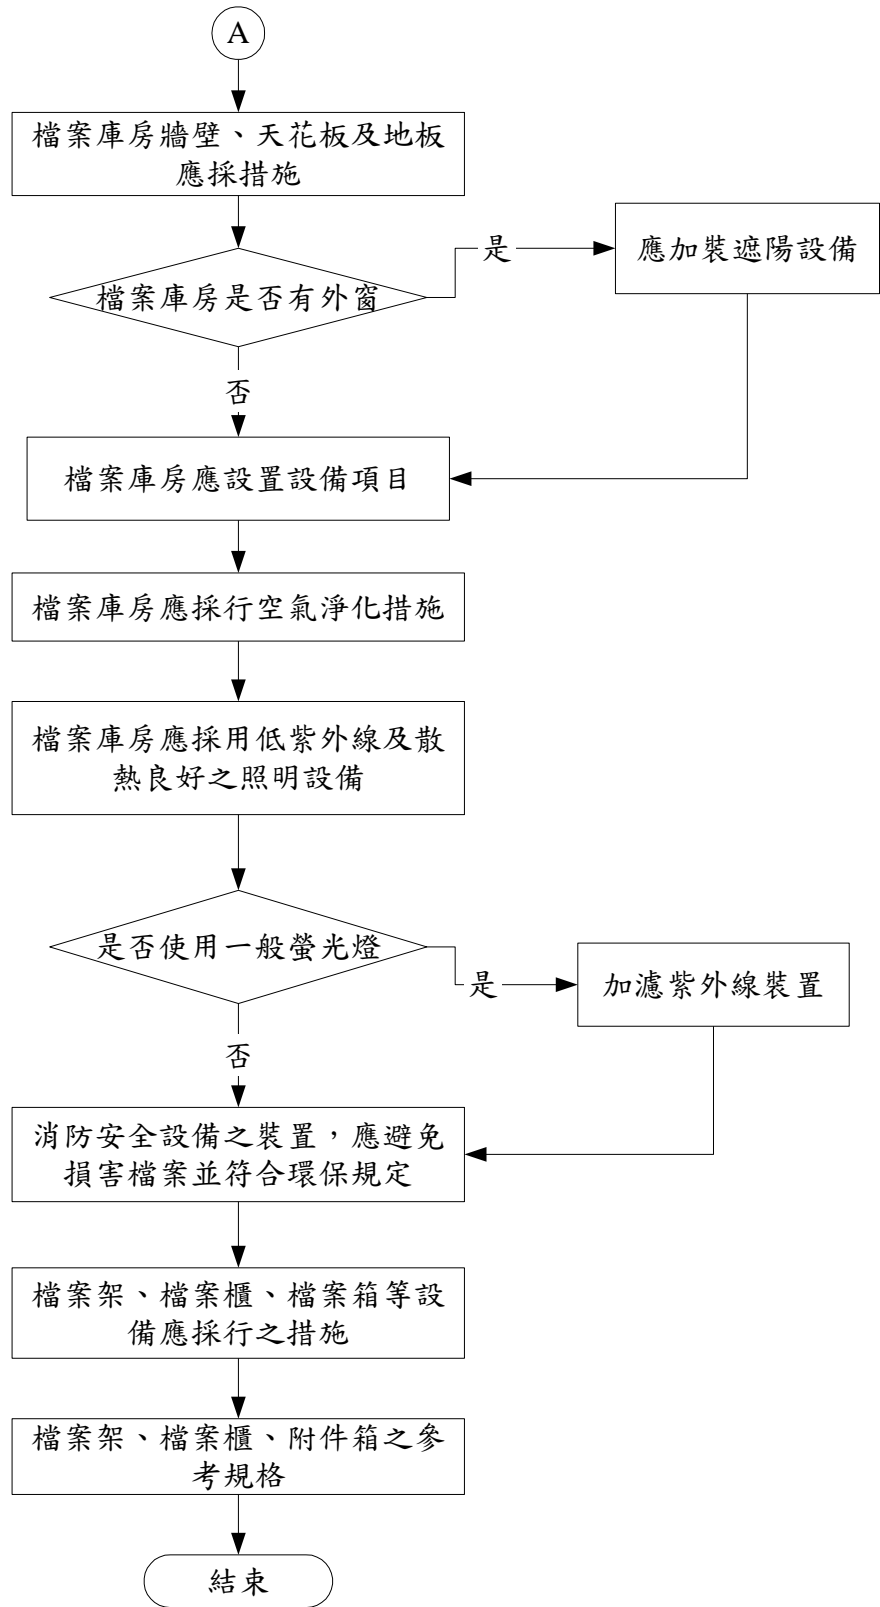 A
檔案庫房牆壁、天花板及地板
應採措施
檔案庫房是否有外窗
是
應加裝遮陽設備
否
檔案庫房應設置設備項目
檔案庫房應採行空氣淨化措施
檔案庫房應採用低紫外線及散
熱良好之照明設備
是否使用一般螢光燈
是
加濾紫外線裝置
否
消防安全設備之裝置，應避免
損害檔案並符合環保規定
檔案架、檔案櫃、檔案箱等設
備應採行之措施
檔案架、檔案櫃、附件箱之參
考規格
結束